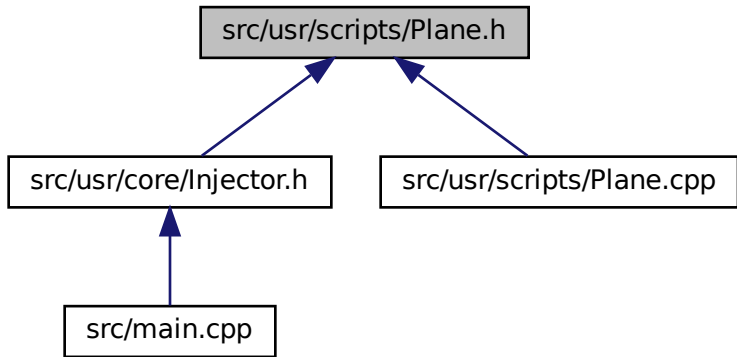 src/usr/scripts/Plane.h
src/usr/core/Injector.h
src/usr/scripts/Plane.cpp
src/main.cpp